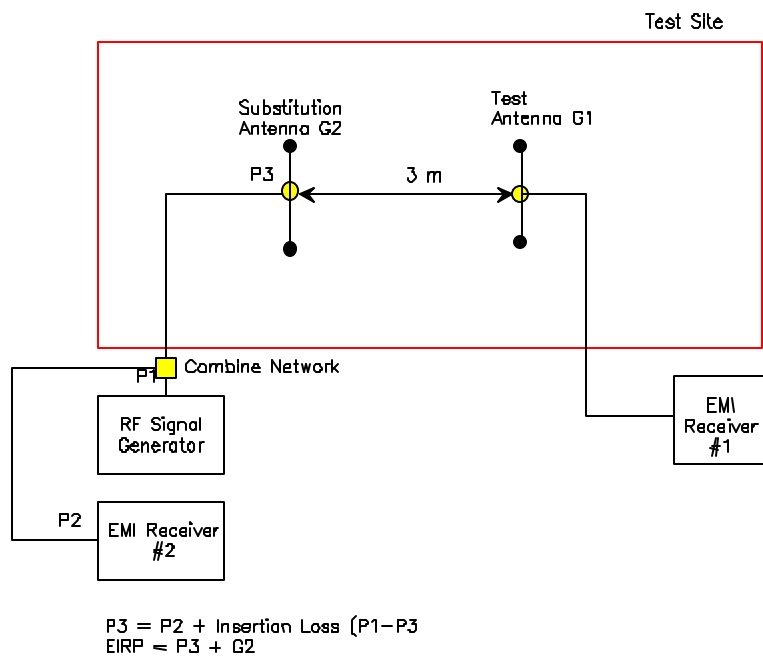 Test Site
Substitution
Antenna G2
Test
Antenna G1
P3
3 m
P1
Combine Network
RF Signal
Generator
EMI
Receiver
#1
P2
EMI Receiver
#2
P3 = P2 + Insertion Loss (P1-P3
EIRP = P3 + G2